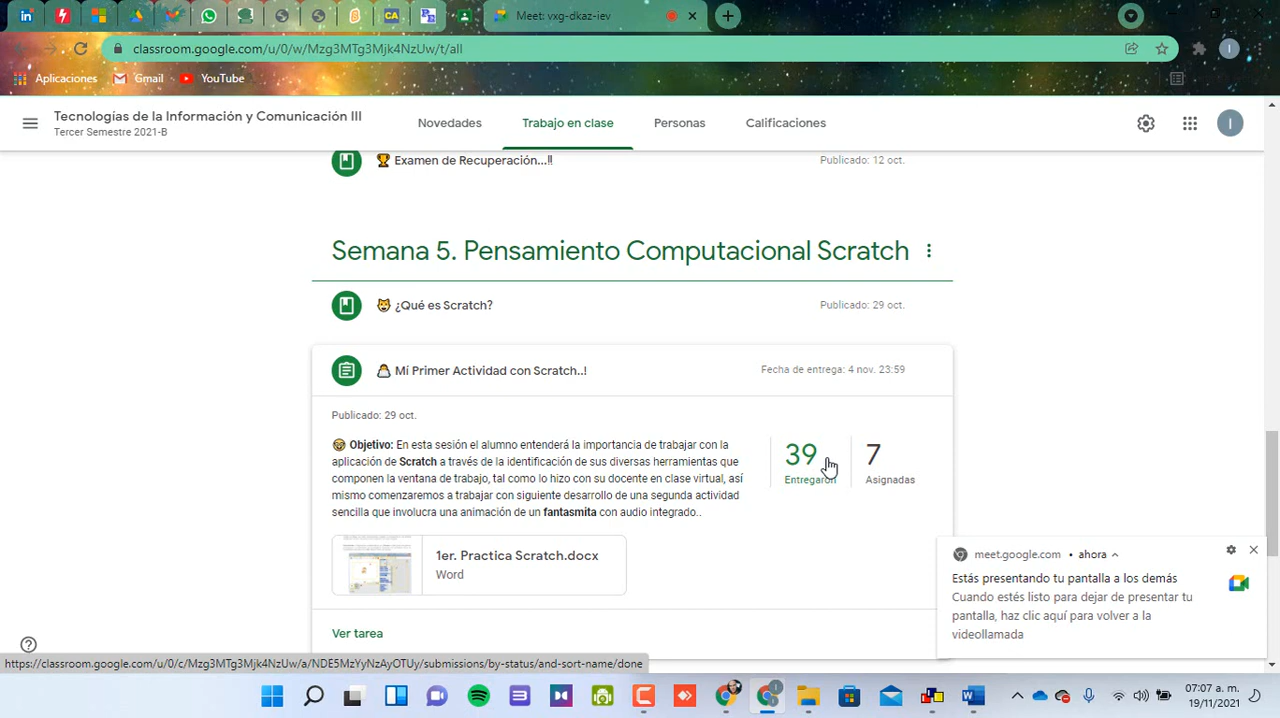 Meet: vxg-dkaz-iev
classroom.google.com/u/0/w/Mzg3MTg3Mjk4NzUw/t/all
Aplicaciones
Gmail
YouTube
Tecnologías de la Información y Comunicación III
Tercer Semestre 2021-B
Novedades
Trabajo en clase
Personas
Calificaciones
I
🏆 Examen de Recuperación...!!
Publicado: 12 oct.
Semana 5. Pensamiento Computacional Scratch
🐱 ¿Qué es Scratch?
Publicado: 29 oct.
Mí Primer Actividad con Scratch..!
Fecha de entrega: 4 nov. 23:59
Publicado: 29 oct.
🤓 Objetivo: En esta sesión el alumno entenderá la importancia de trabajar con la
aplicación de Scratch a través de la identificación de sus diversas herramientas que
componen la ventana de trabajo, tal como lo hizo con su docente en clase virtual, así
mismo comenzaremos a trabajar con siguiente desarrollo de una segunda actividad
sencilla que involucra una animación de un fantasmita con audio integrado..
39
Entregaron
7
Asignadas
1er. Practica Scratch.docx
Word
Ver tarea
meet.google.com • ahora
Estás presentando tu pantalla a los demás
Cuando estés listo para dejar de presentar tu
pantalla, haz clic aquí para volver a la
videollamada
https://classroom.google.com/u/0/c/Mzg3MTg3Mjk4NzUw/a/NDE5MzYyNzAyOTUy/submissions/by-status/and-sort-name/done
07:07 a. m.
19/11/2021